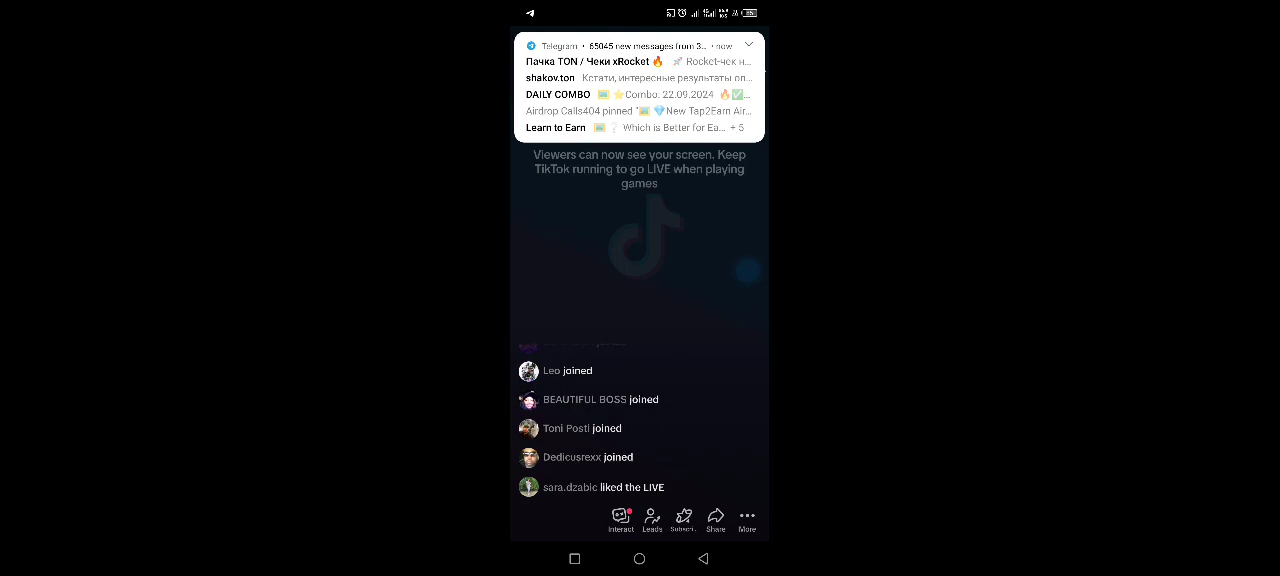 Telegram • 65045 new messages from 3.. • now
Пачка TON / Чеки xRocket 🔥 🚀 Rocket-чек н...
shakov.ton Кстати, интересные результаты оп...
DAILY COMBO 🖼️ ⭐Combo: 22.09.2024 🔥✅...
Airdrop Calls404 pinned "🖼️ 💎New Tap2Earn Air...
Learn to Earn 🖼️ ❔ Which is Better for Ea... + 5
Viewers can now see your screen. Keep
TikTok running to go LIVE when playing
games
Leo joined
BEAUTIFUL BOSS joined
Toni Posti joined
Dedicusrexx joined
sara.dzabic liked the LIVE
Interact Leads Subscri.. Share More